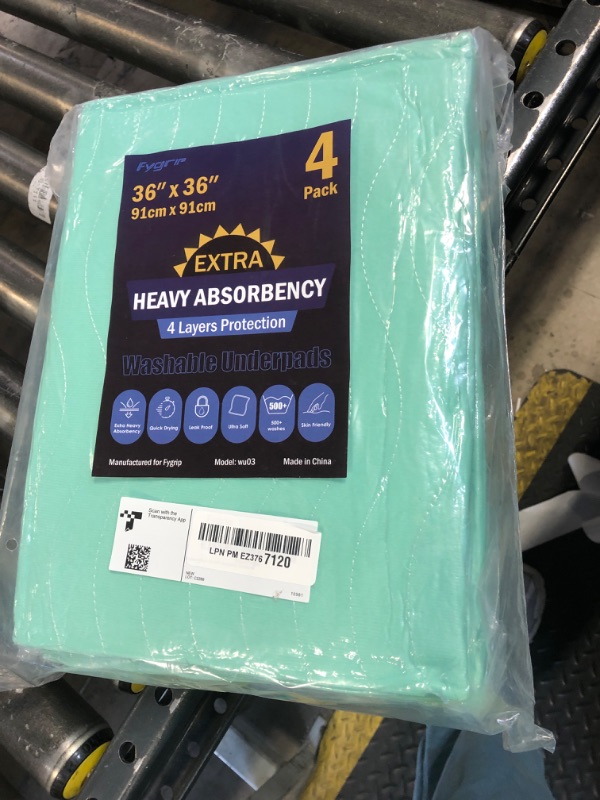 Fygrip
4
Pack
36" x 36"
91cm x 91cm
EXTRA
HEAVY ABSORBENCY
4 Layers Protection
Washable Underpads
Extra Heavy
Absorbency
Quick Drying
Leak Proof
Ultra Soft
500+
500+
washes
Skin Friendly
Manufactured for Fygrip
Model: wu03
Made in China
Scan with the
Transparency App
LPN PM EZ376 7120
NEW